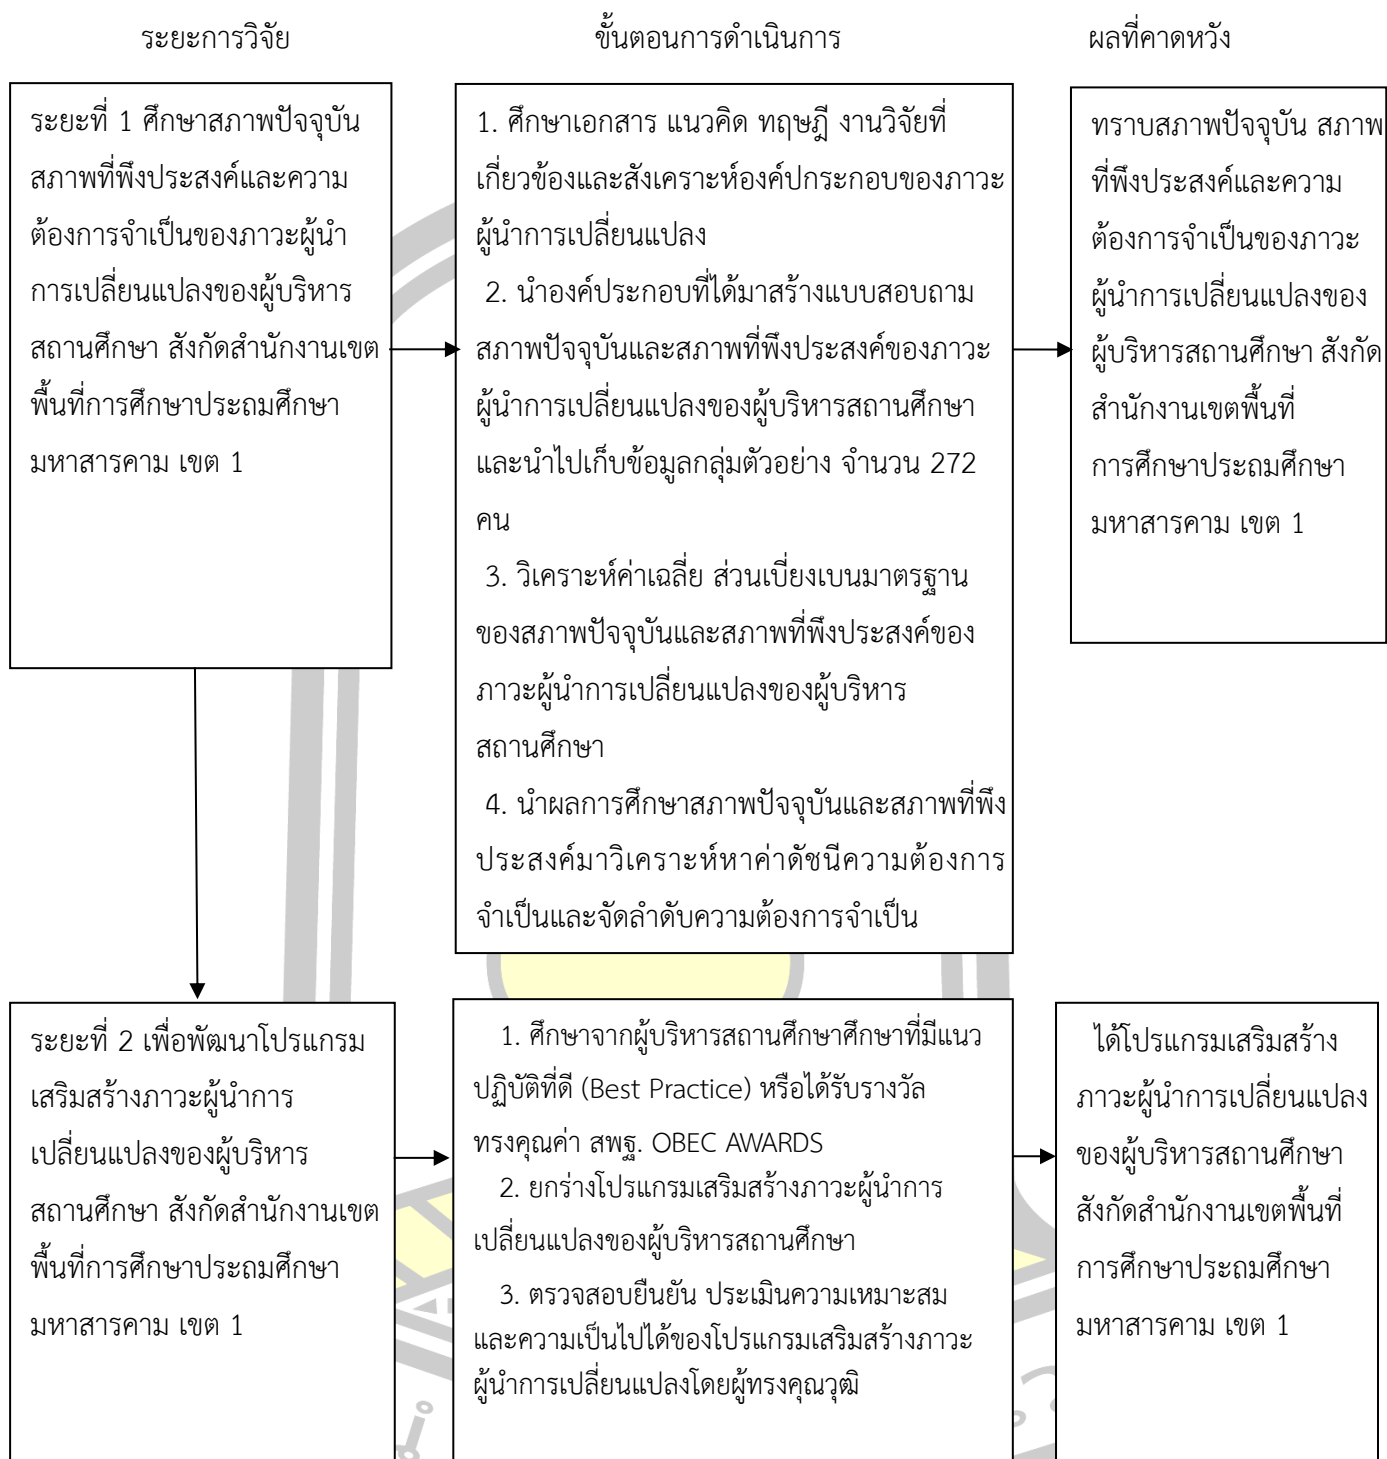 ระยะการวิจัย
ขั้นตอนการดำเนินการ
ผลที่คาดหวัง
ระยะที่ 1 ศึกษาสภาพปัจจุบัน
สภาพที่พึงประสงค์และความ
ต้องการจำเป็นของภาวะผู้นำ
การเปลี่ยนแปลงของผู้บริหาร
สถานศึกษา สังกัดสำนักงานเขต
พื้นที่การศึกษาประถมศึกษา
มหาสารคาม เขต 1
1. ศึกษาเอกสาร แนวคิด ทฤษฎี งานวิจัยที่
เกี่ยวข้องและสังเคราะห์องค์ปกระกอบของภาวะ
ผู้นำการเปลี่ยนแปลง
2. นำองค์ประกอบที่ได้มาสร้างแบบสอบถาม
สภาพปัจจุบันและสภาพที่พึงประสงค์ของภาวะ
ผู้นำการเปลี่ยนแปลงของผู้บริหารสถานศึกษา
และนำไปเก็บข้อมูลกลุ่มตัวอย่าง จำนวน 272
คน
3. วิเคราะห์ค่าเฉลี่ย ส่วนเบี่ยงเบนมาตรฐาน
ของสภาพปัจจุบันและสภาพที่พึงประสงค์ของ
ภาวะผู้นำการเปลี่ยนแปลงของผู้บริหาร
สถานศึกษา
4. นำผลการศึกษาสภาพปัจจุบันและสภาพที่พึง
ประสงค์มาวิเคราะห์หาค่าดัชนีความต้องการ
จำเป็นและจัดลำดับความต้องการจำเป็น
ทราบสภาพปัจจุบัน สภาพ
ที่พึงประสงค์และความ
ต้องการจำเป็นของภาวะ
ผู้นำการเปลี่ยนแปลงของ
ผู้บริหารสถานศึกษา สังกัด
สำนักงานเขตพื้นที่
การศึกษาประถมศึกษา
มหาสารคาม เขต 1
ระยะที่ 2 เพื่อพัฒนาโปรแกรม
เสริมสร้างภาวะผู้นำการ
เปลี่ยนแปลงของผู้บริหาร
สถานศึกษา สังกัดสำนักงานเขต
พื้นที่การศึกษาประถมศึกษา
มหาสารคาม เขต 1
1. ศึกษาจากผู้บริหารสถานศึกษาศึกษาที่มีแนว
ปฏิบัติที่ดี (Best Practice) หรือได้รับรางวัล
ทรงคุณค่า สพฐ. OBEC AWARDS
2. ยกร่างโปรแกรมเสริมสร้างภาวะผู้นำการ
เปลี่ยนแปลงของผู้บริหารสถานศึกษา
3. ตรวจสอบยืนยัน ประเมินความเหมาะสม
และความเป็นไปได้ของโปรแกรมเสริมสร้างภาวะ
ผู้นำการเปลี่ยนแปลงโดยผู้ทรงคุณวุฒิ
ได้โปรแกรมเสริมสร้าง
ภาวะผู้นำการเปลี่ยนแปลง
ของผู้บริหารสถานศึกษา
สังกัดสำนักงานเขตพื้นที่
การศึกษาประถมศึกษา
มหาสารคาม เขต 1